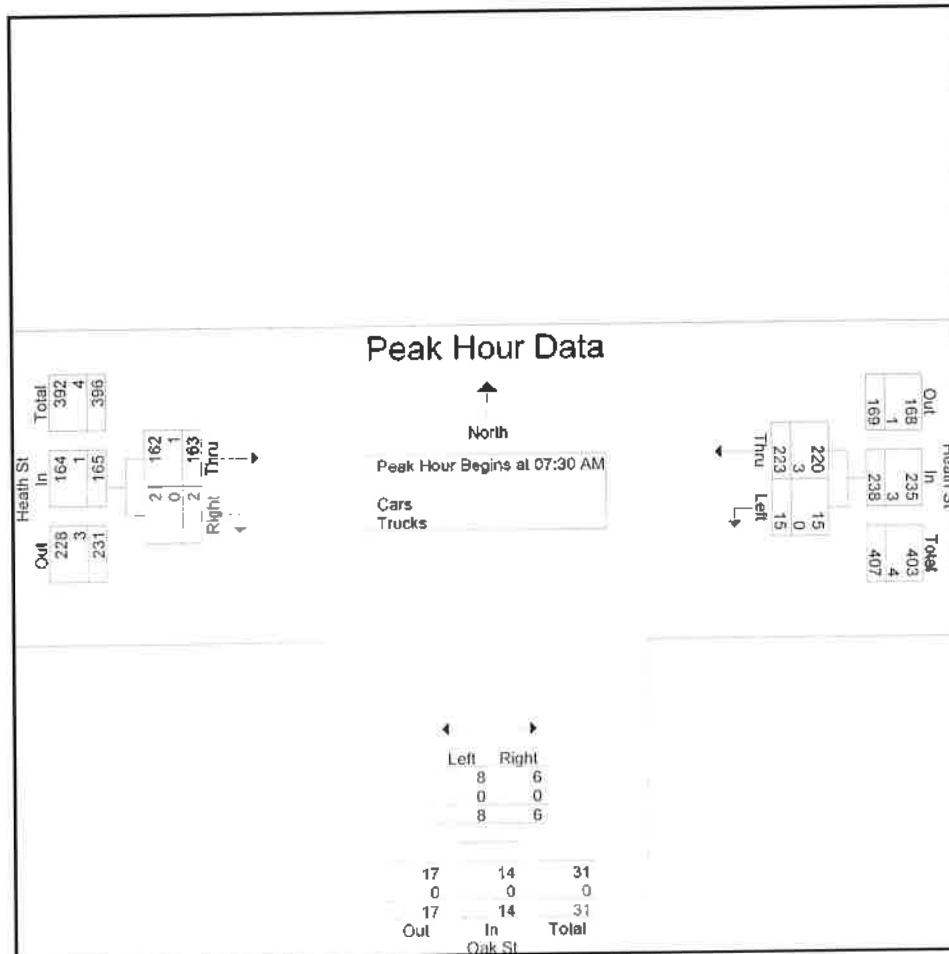 Peak Hour Data
North
Peak Hour Begins at 07:30 AM
Cars
Trucks
Heath St
Total
In
Out
392
4
396
164
1
165
228
3
231
162
1
163
Thru
2
0
2
Right
Out
In
Total
168
1
169
235
3
238
403
4
407
220
3
223
Thru
15
0
15
Left
Left Right
8 6
0 0
8 6
17 14 31
0 0 0
17 14 31
Out In Total
Oak St